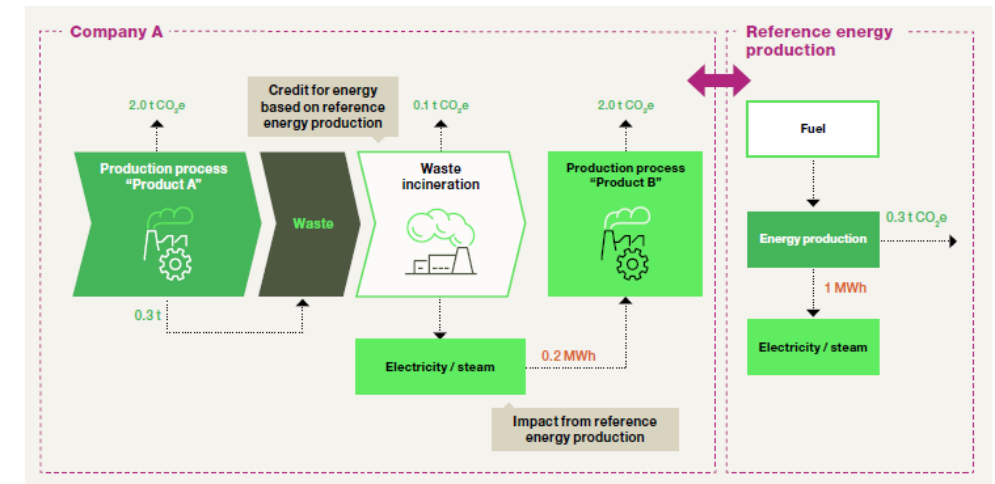 Company A
Reference energy
production
Credit for energy
based on reference
energy production
2.0 t CO₂e
0.1 t CO₂e
2.0 t CO₂e
Production process
“Product A”
Waste
Waste
incineration
Production process
“Product B”
0.3 t
Electricity / steam
0.2 MWh
Impact from reference
energy production
Fuel
Energy production
0.3 t CO₂e
1 MWh
Electricity / steam